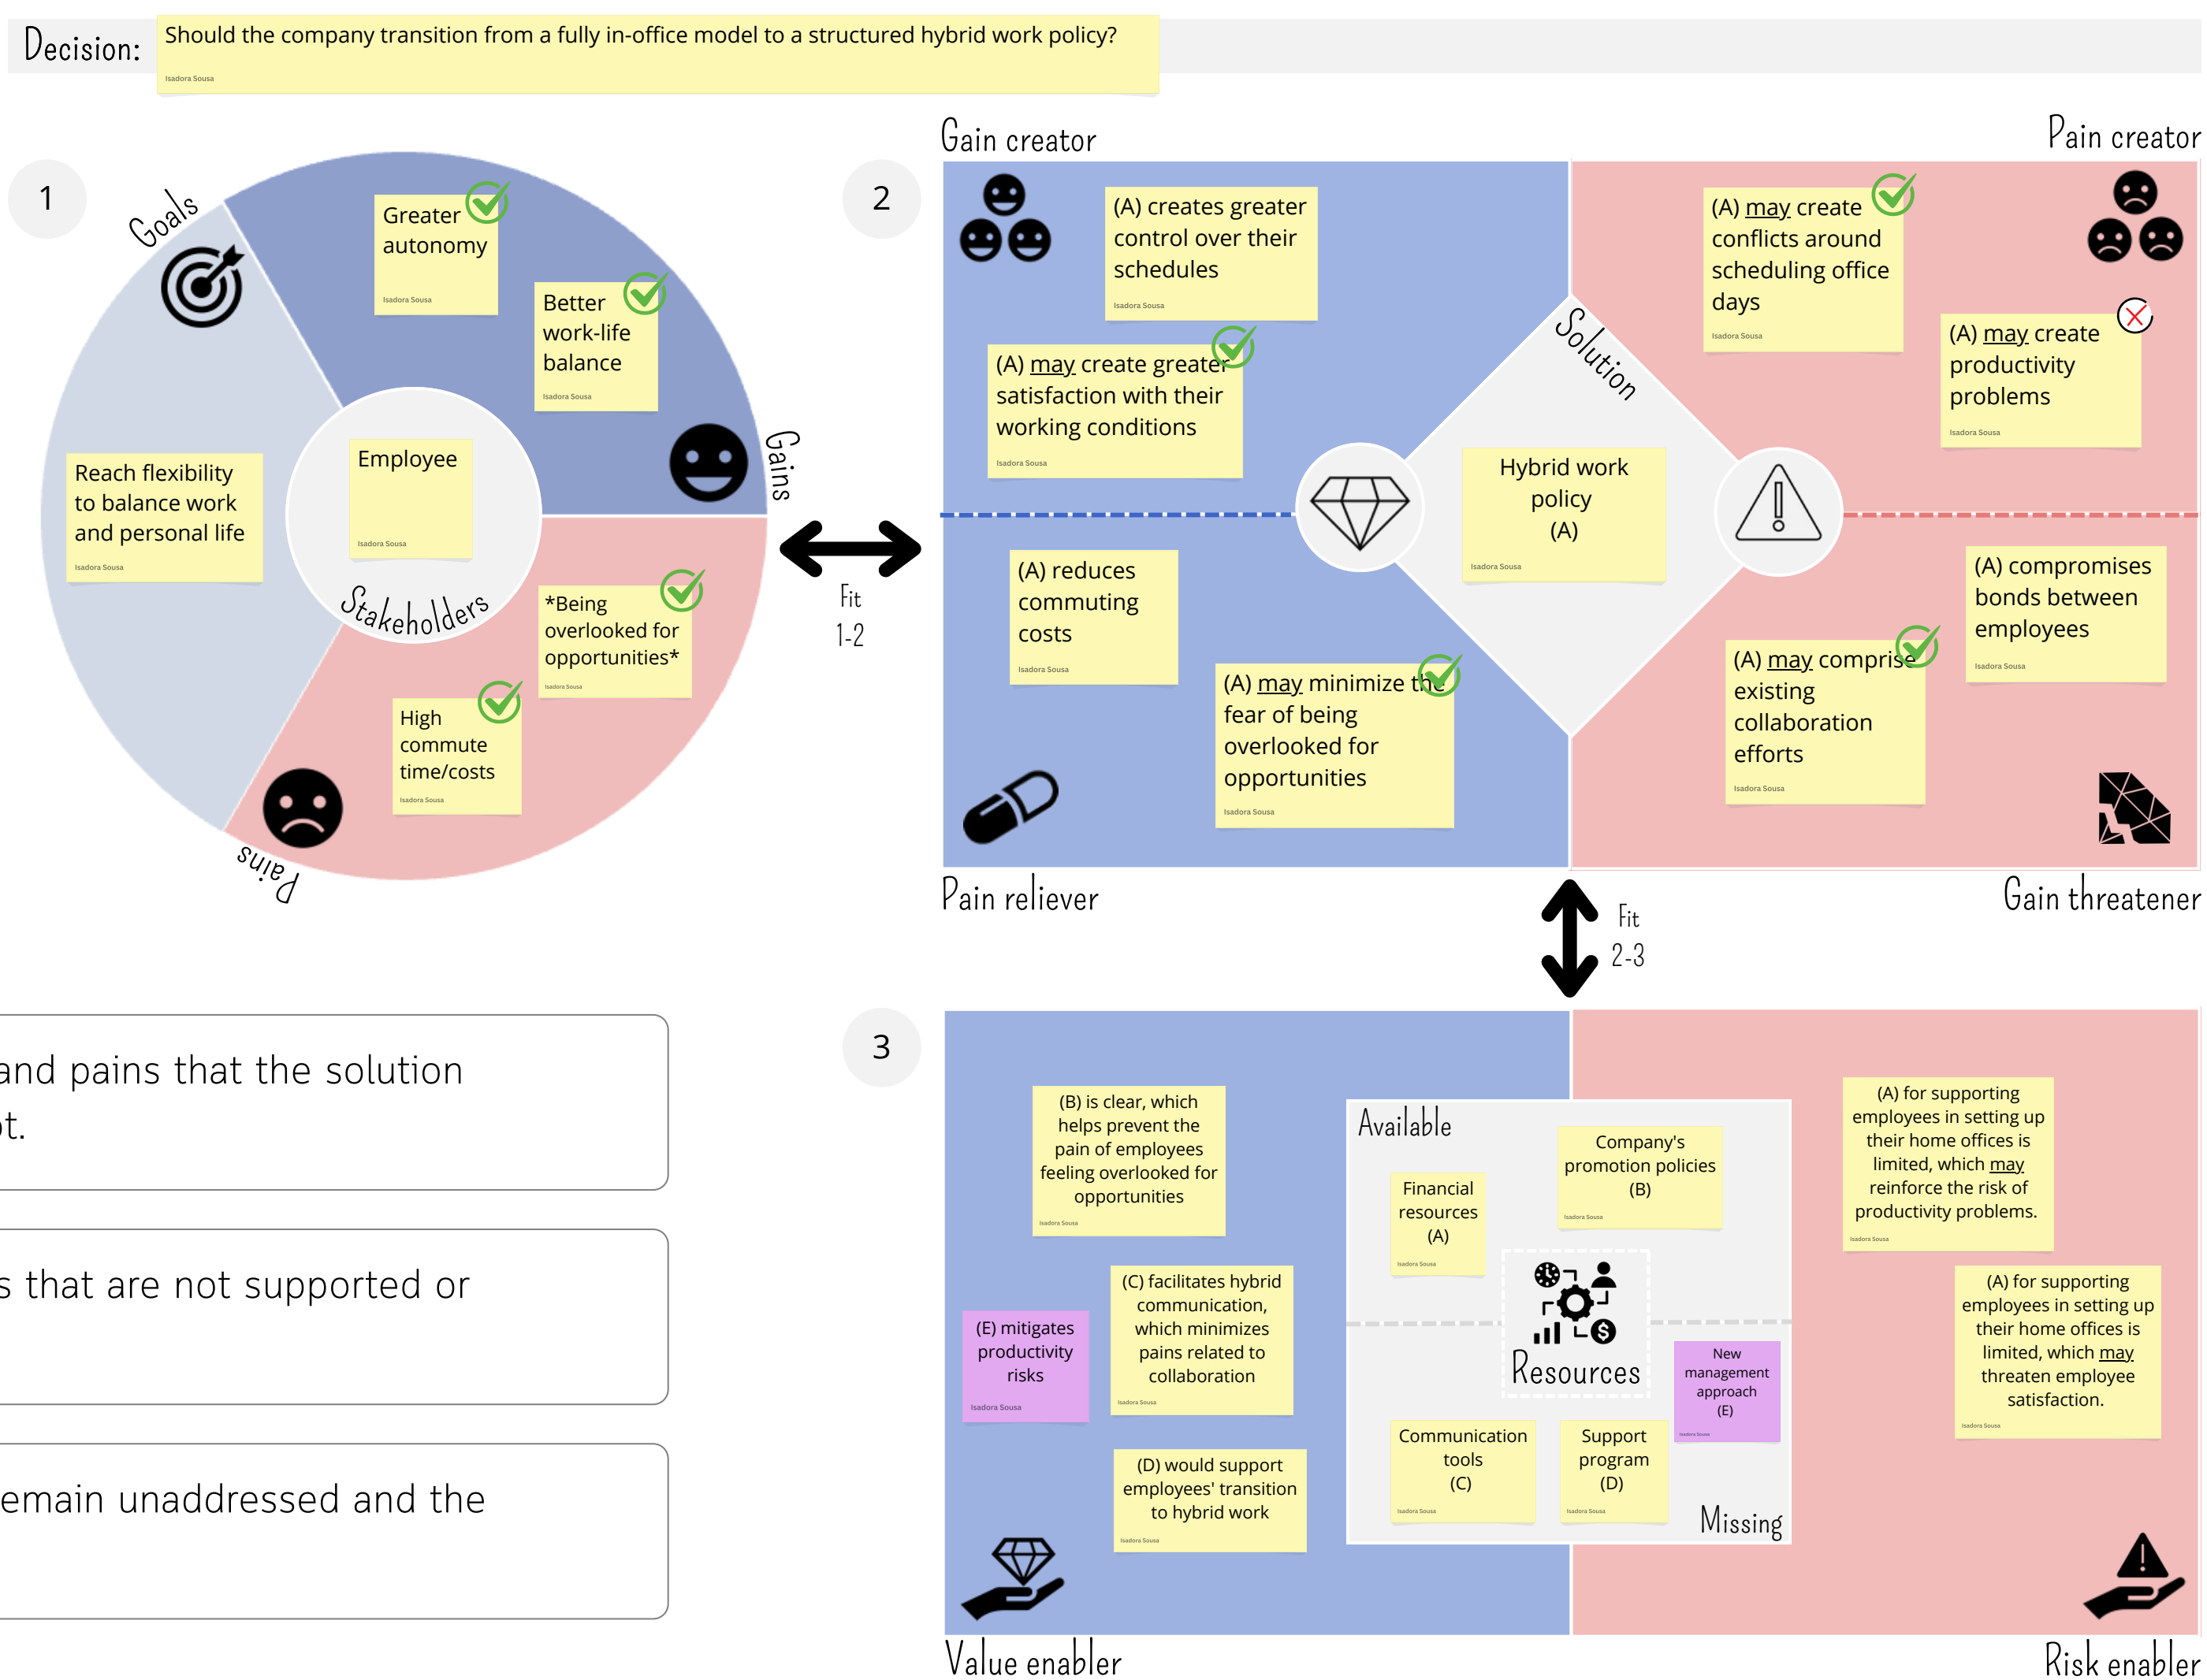 Decision:
Should the company transition from a fully in-office model to a structured hybrid work policy?
Isadora Sousa
1
Goals
Greater
autonomy
Isadora Sousa
Better
work-life
balance
Isadora Sousa
Gains
Reach flexibility
to balance work
and personal life
Isadora Sousa
Employee
Isadora Sousa
Stakeholders
*Being
overlooked for
opportunities*
Isadora Sousa
High
commute
time/costs
Isadora Sousa
Pains
Fit
1-2
2
Gain creator
Pain creator
(A) creates greater
control over their
schedules
Isadora Sousa
(A) may create greater
satisfaction with their
working conditions
Isadora Sousa
(A) may create
conflicts around
scheduling office
days
Isadora Sousa
(A) may create
productivity
problems
Isadora Sousa
Solution
Hybrid work
policy
(A)
Isadora Sousa
(A) reduces
commuting
costs
Isadora Sousa
(A) may minimize the
fear of being
overlooked for
opportunities
Isadora Sousa
(A) compromises
bonds between
employees
Isadora Sousa
(A) may comprise
existing
collaboration
efforts
Isadora Sousa
Pain reliever
Gain threatener
Fit
2-3
and pains that the solution
ot.
s that are not supported or
emain unaddressed and the
3
(B) is clear, which
helps prevent the
pain of employees
feeling overlooked for
opportunities
Isadora Sousa
(E) mitigates
productivity
risks
Isadora Sousa
(C) facilitates hybrid
communication,
which minimizes
pains related to
collaboration
Isadora Sousa
(D) would support
employees' transition
to hybrid work
Isadora Sousa
Available
Company's
promotion policies
(B)
Isadora Sousa
Financial
resources
(A)
Isadora Sousa
Resources
New
management
approach
(E)
Isadora Sousa
Communication
tools
(C)
Isadora Sousa
Support
program
(D)
Isadora Sousa
Missing
(A) for supporting
employees in setting up
their home offices is
limited, which may
reinforce the risk of
productivity problems.
Isadora Sousa
(A) for supporting
employees in setting up
their home offices is
limited, which may
threaten employee
satisfaction.
Isadora Sousa
Value enabler
Risk enabler